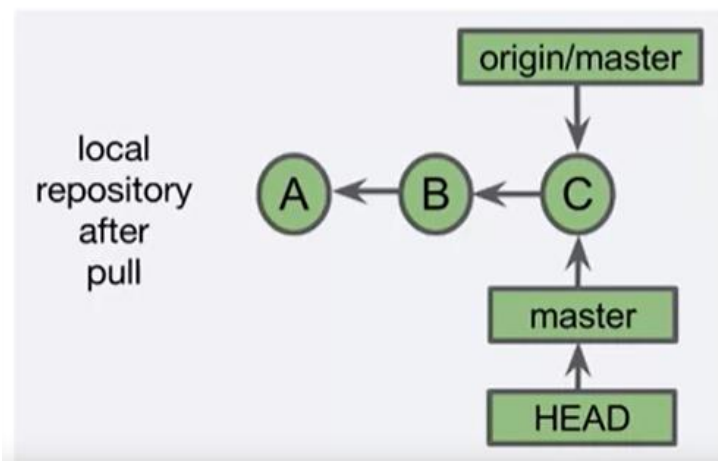 origin/master
local
repository
after
pull
A
B
C
master
HEAD